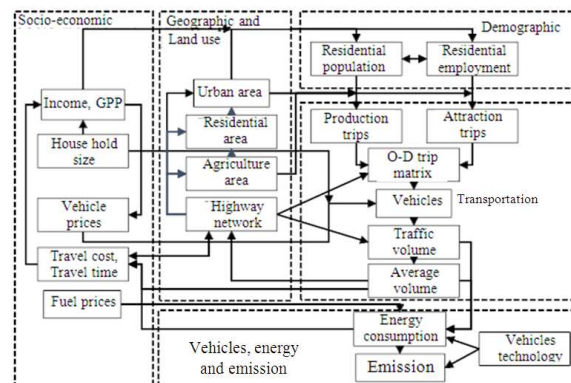 Socio-economic
Geographic and
Land use
Demographic
Residential
population
Residential
employment
Income, GPP
Urban area
Production
trips
Attraction
trips
House hold
size
Residential
area
O-D trip
matrix
Agriculture
area
Vehicles
Transportation
Vehicle
prices
Highway
network
Traffic
volume
Travel cost,
Travel time
Average
volume
Fuel prices
Energy
consumption
Vehicles, energy
and emission
Vehicles
technology
Emission